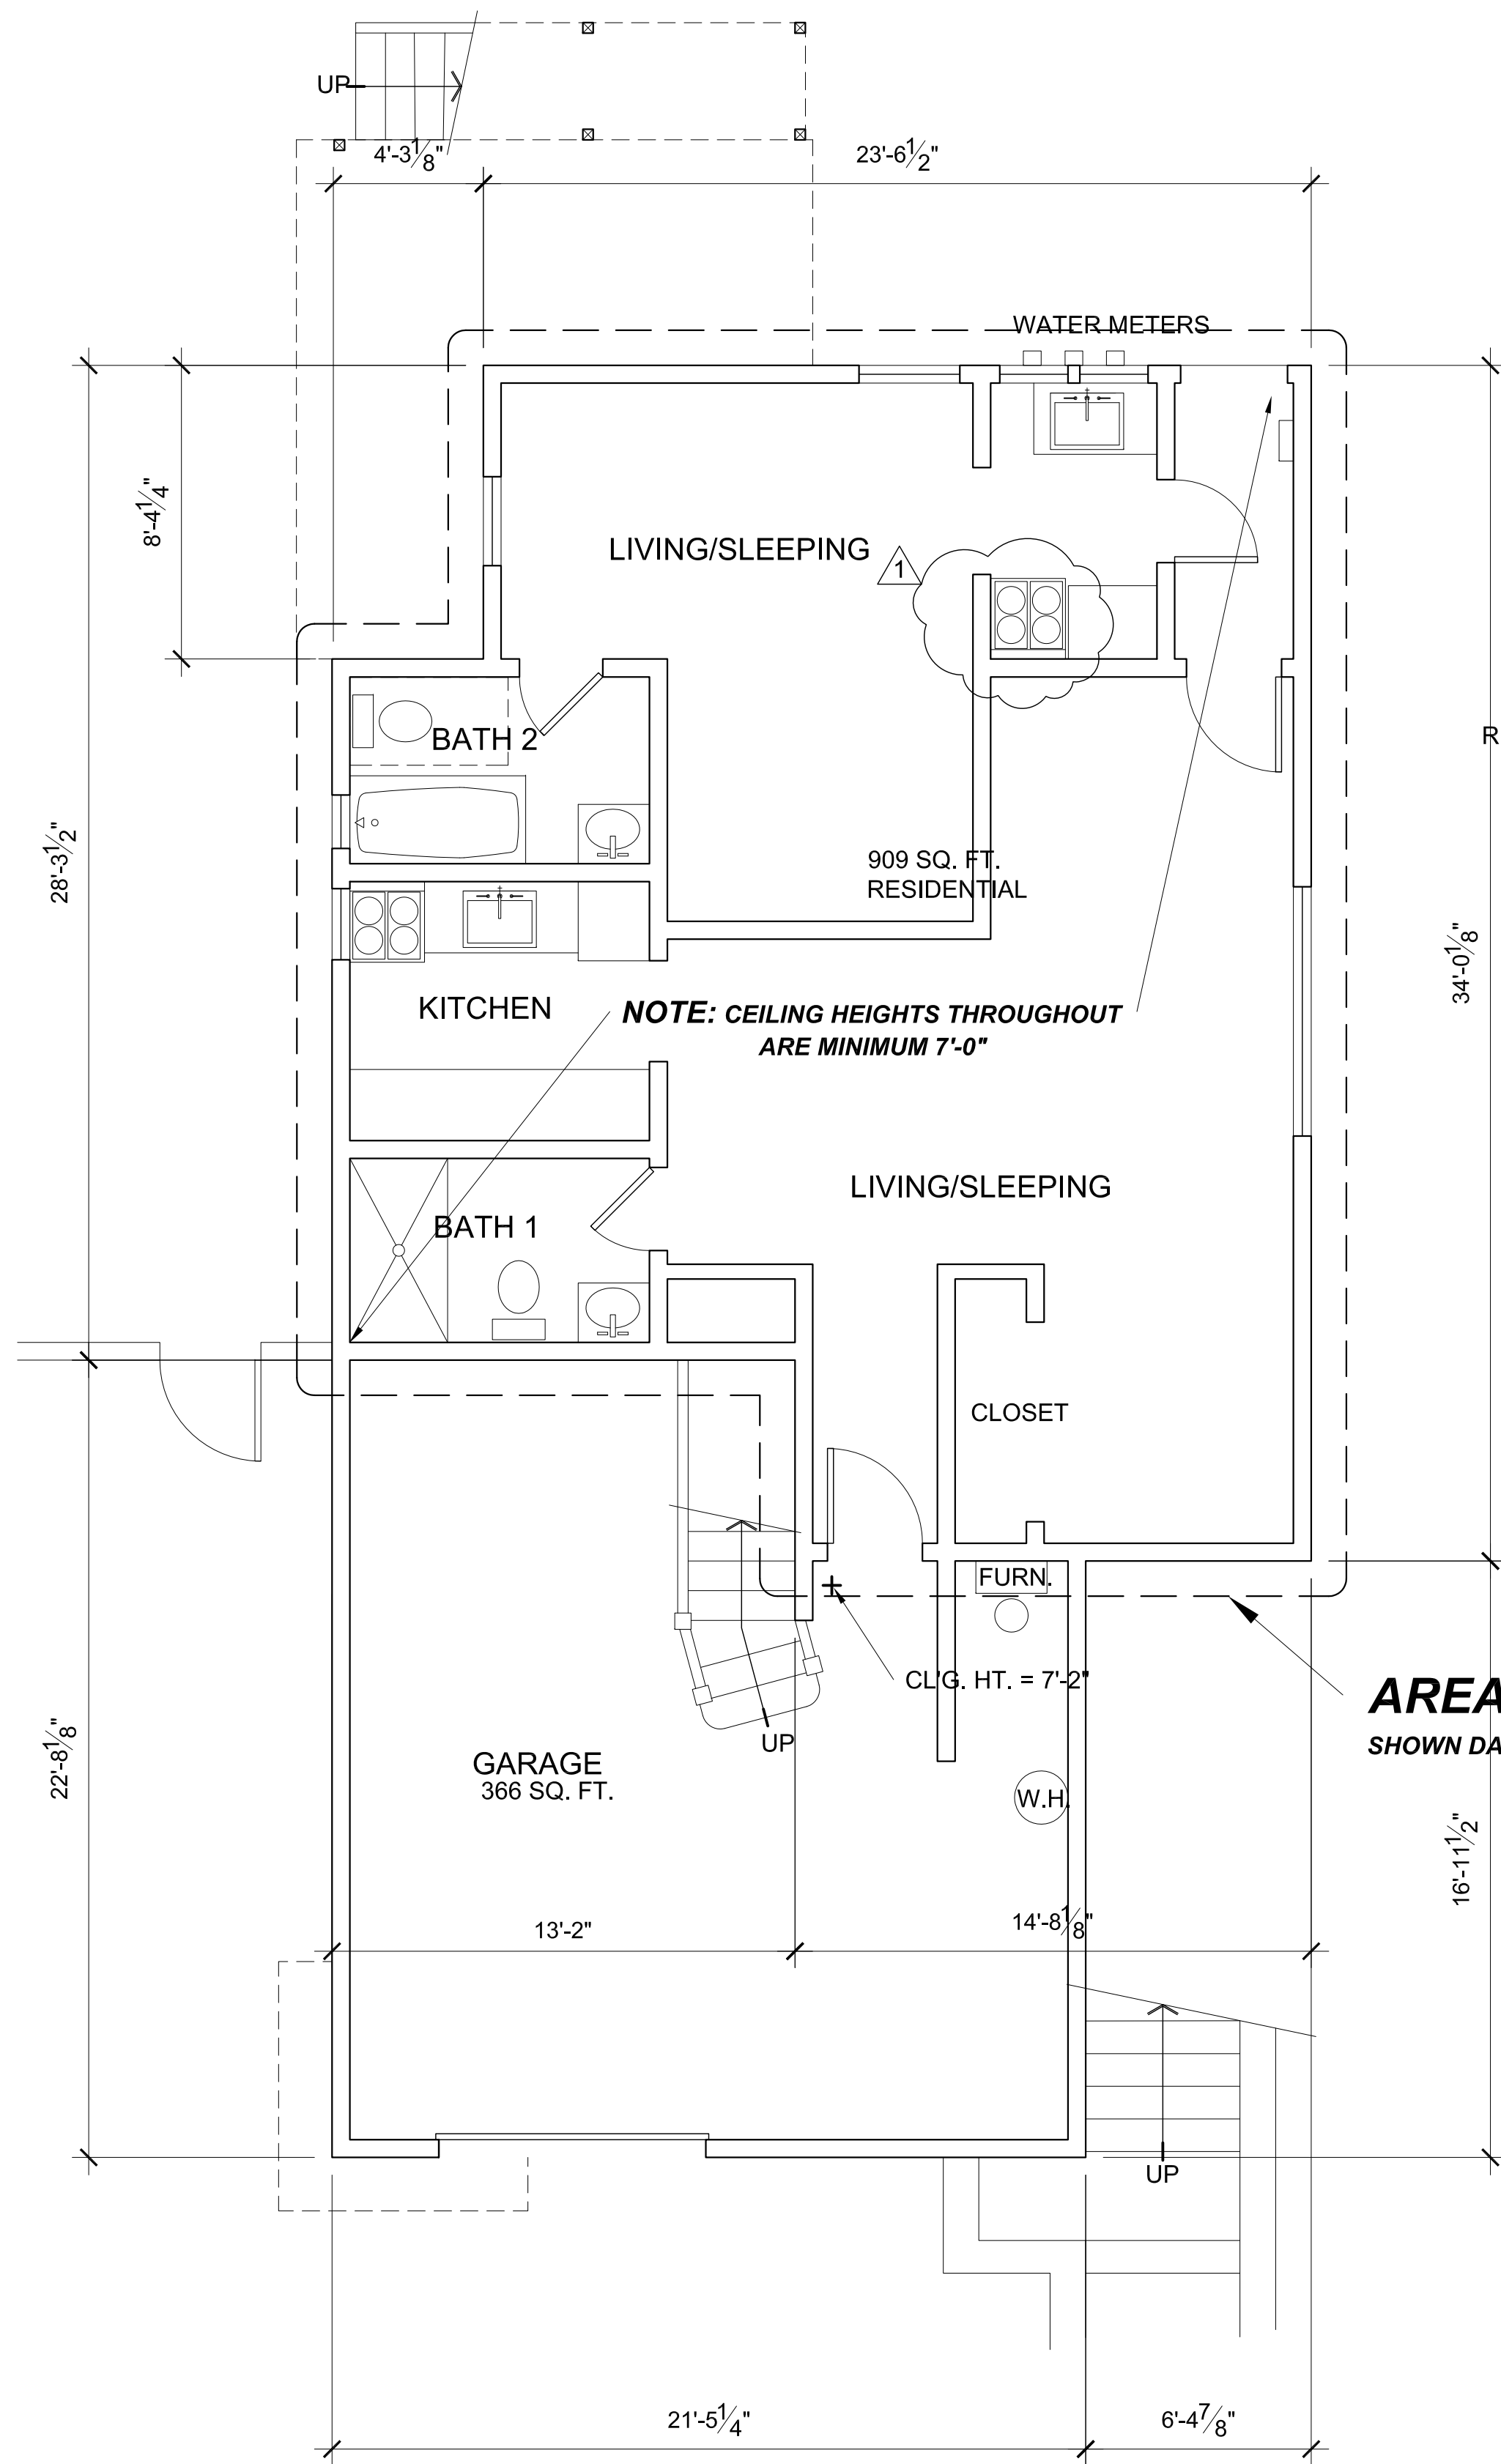 UP
4'-3 1/8"
23'-6 1/2"
WATER METERS
8'-4 1/4"
LIVING/SLEEPING
1
R
BATH 2
28'-3 1/2"
909 SQ. FT.
RESIDENTIAL
34'-0 1/8"
KITCHEN
NOTE: CEILING HEIGHTS THROUGHOUT
ARE MINIMUM 7'-0"
LIVING/SLEEPING
BATH 1
CLOSET
FURN.
CL'G. HT. = 7'-2"
AREA
SHOWN DA
UP
22'-8 1/8"
GARAGE
366 SQ. FT.
W.H.
16'-11 1/2"
13'-2"
14'-8 1/8"
UP
21'-5 1/4"
6'-4 7/8"